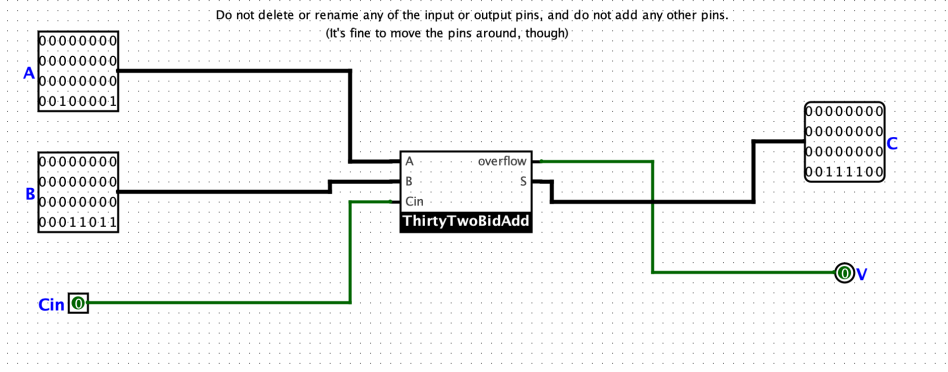 Do not delete or rename any of the input or output pins, and do not add any other pins.
(It's fine to move the pins around, though)
A
00000000
00000000
00000000
00100001
B
00000000
00000000
00000000
00011011
Cin 0
A overflow
B S
Cin
ThirtyTwoBidAdd
00000000
00000000
00000000
00111100
C
0 V